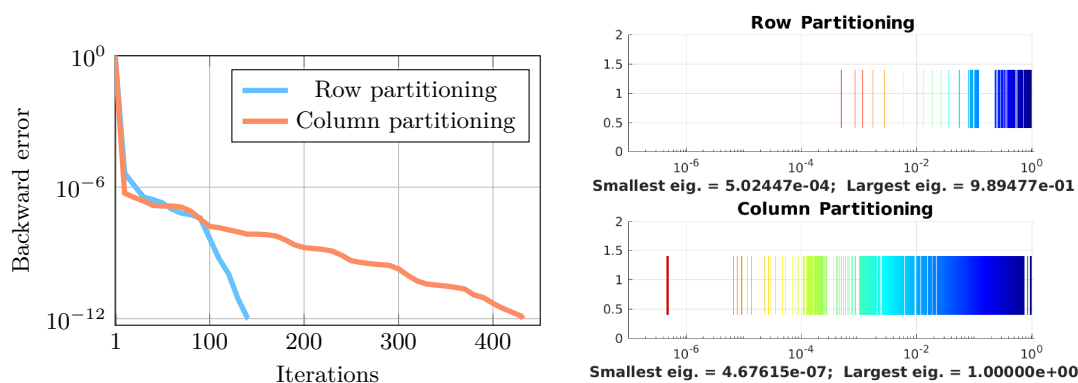 10^0
10^-6
10^-12
Backward error
Row partitioning
Column partitioning
1 100 200 300 400
Iterations
Row Partitioning
2
1.5
1
0.5
0
10^-6 10^-4 10^-2 10^0
Smallest eig. = 5.02447e-04; Largest eig. = 9.89477e-01
Column Partitioning
2
1.5
1
0.5
0
10^-6 10^-4 10^-2 10^0
Smallest eig. = 4.67615e-07; Largest eig. = 1.00000e+00